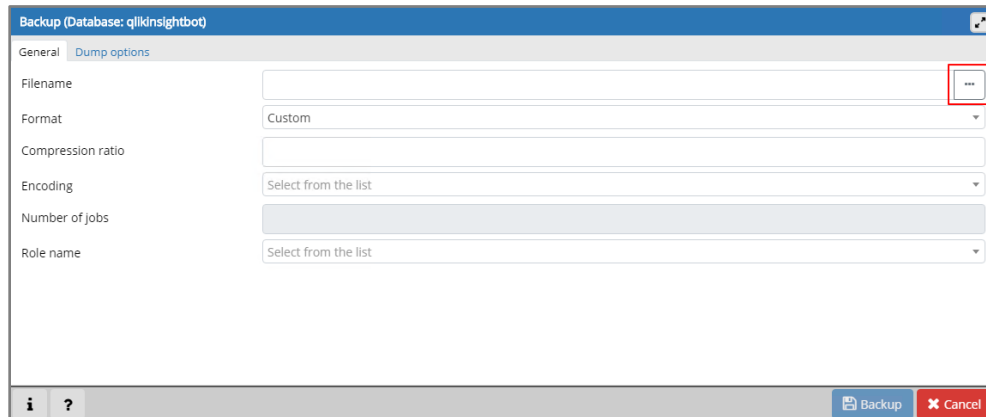 Backup (Database: qlikinsightbot)
General Dump options
Filename ...
Format Custom
Compression ratio
Encoding Select from the list
Number of jobs
Role name Select from the list
i ? Backup Cancel